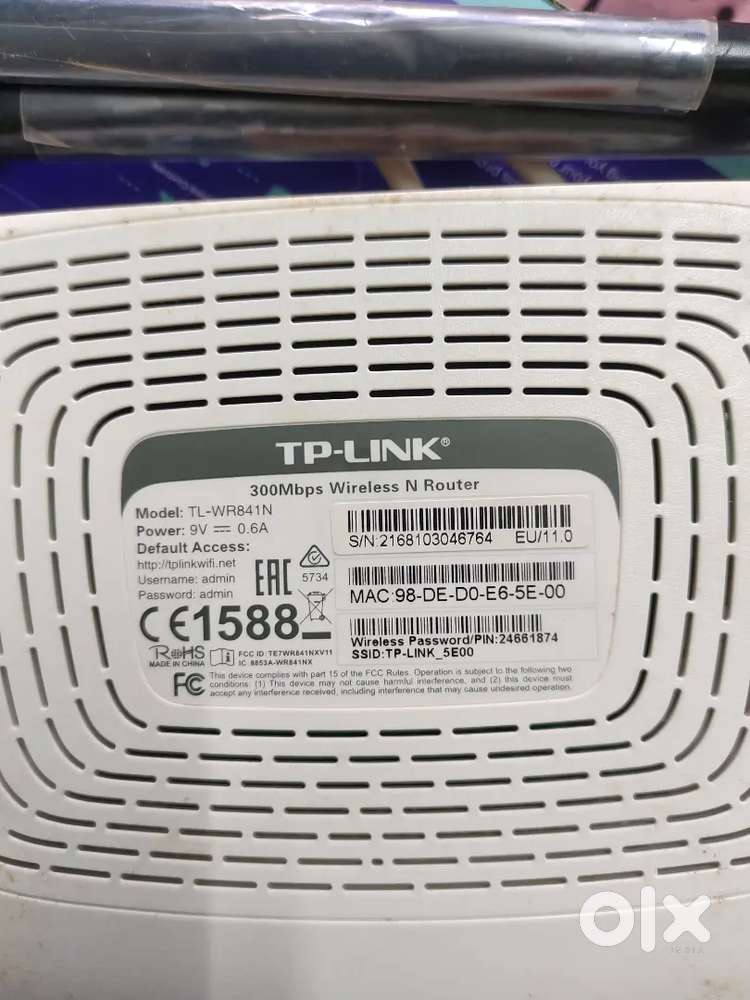 TP-LINK®
300Mbps Wireless N Router
Model: TL-WR841N
Power: 9V ⎓ 0.6A
Default Access:
http://tplinkwifi.net
Username: admin
Password: admin
EAC
5734
CE1588
RoHS
MADE IN CHINA
FCC ID: TE7WR841NXV11
IC: 8853A-WR841NX
S/N:2168103046764 EU/11.0
MAC:98-DE-D0-E6-5E-00
Wireless Password/PIN:24661874
SSID:TP-LINK_5E00
FC This device complies with part 15 of the FCC Rules. Operation is subject to the following two
conditions: (1) This device may not cause harmful interference, and (2) this device must
accept any interference received, including interference that may cause undesired operation.
olx